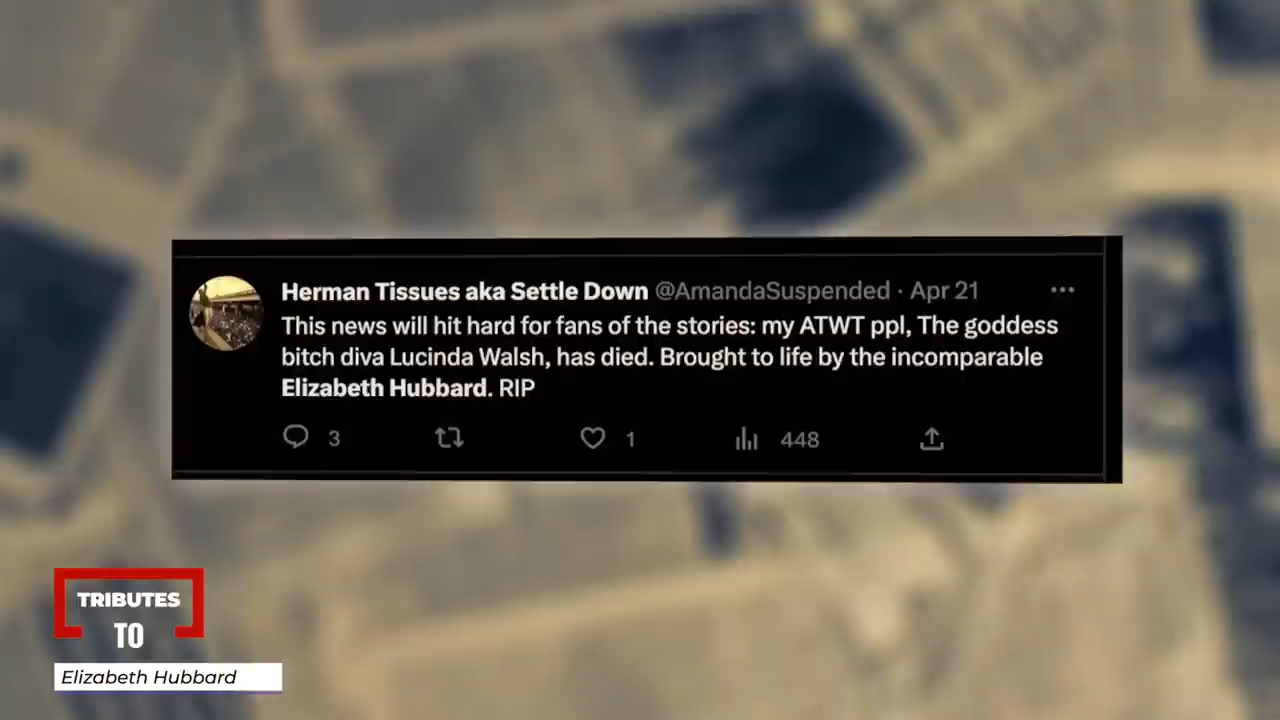 Herman Tissues aka Settle Down @AmandaSuspended · Apr 21
This news will hit hard for fans of the stories: my ATWT ppl, The goddess
bitch diva Lucinda Walsh, has died. Brought to life by the incomparable
Elizabeth Hubbard. RIP
3 1 448
TRIBUTES
TO
Elizabeth Hubbard